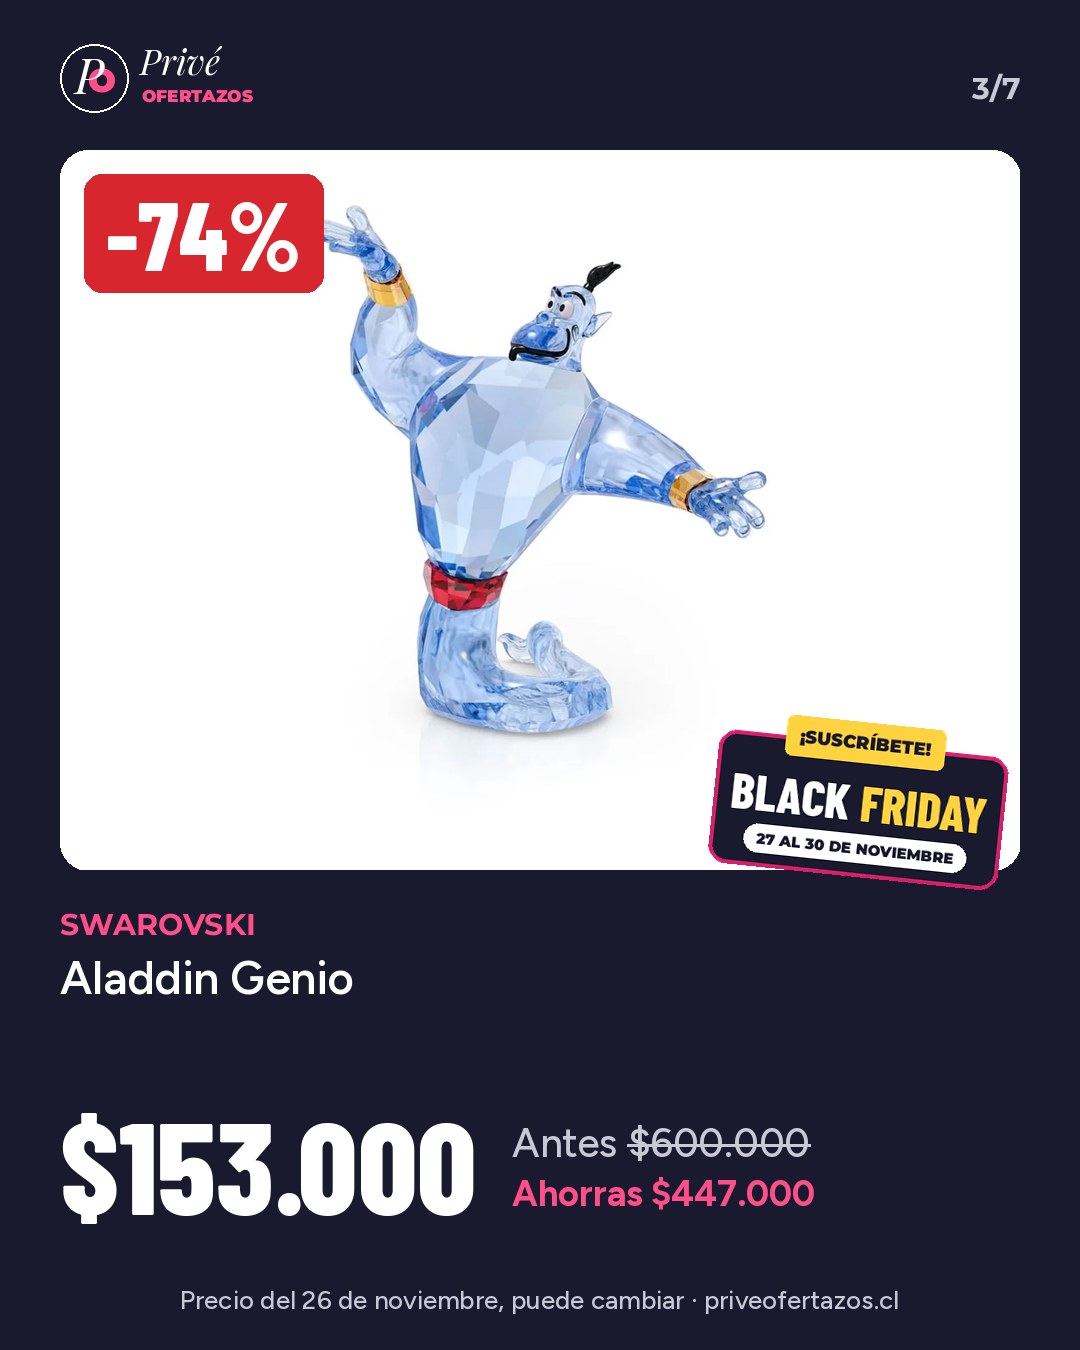 Privé
OFERTAZOS
3/7
-74%
¡SUSCRÍBETE!
BLACK FRIDAY
27 AL 30 DE NOVIEMBRE
SWAROVSKI
Aladdin Genio
$153.000
Antes $600.000
Ahorras $447.000
Precio del 26 de noviembre, puede cambiar · priveofertazos.cl